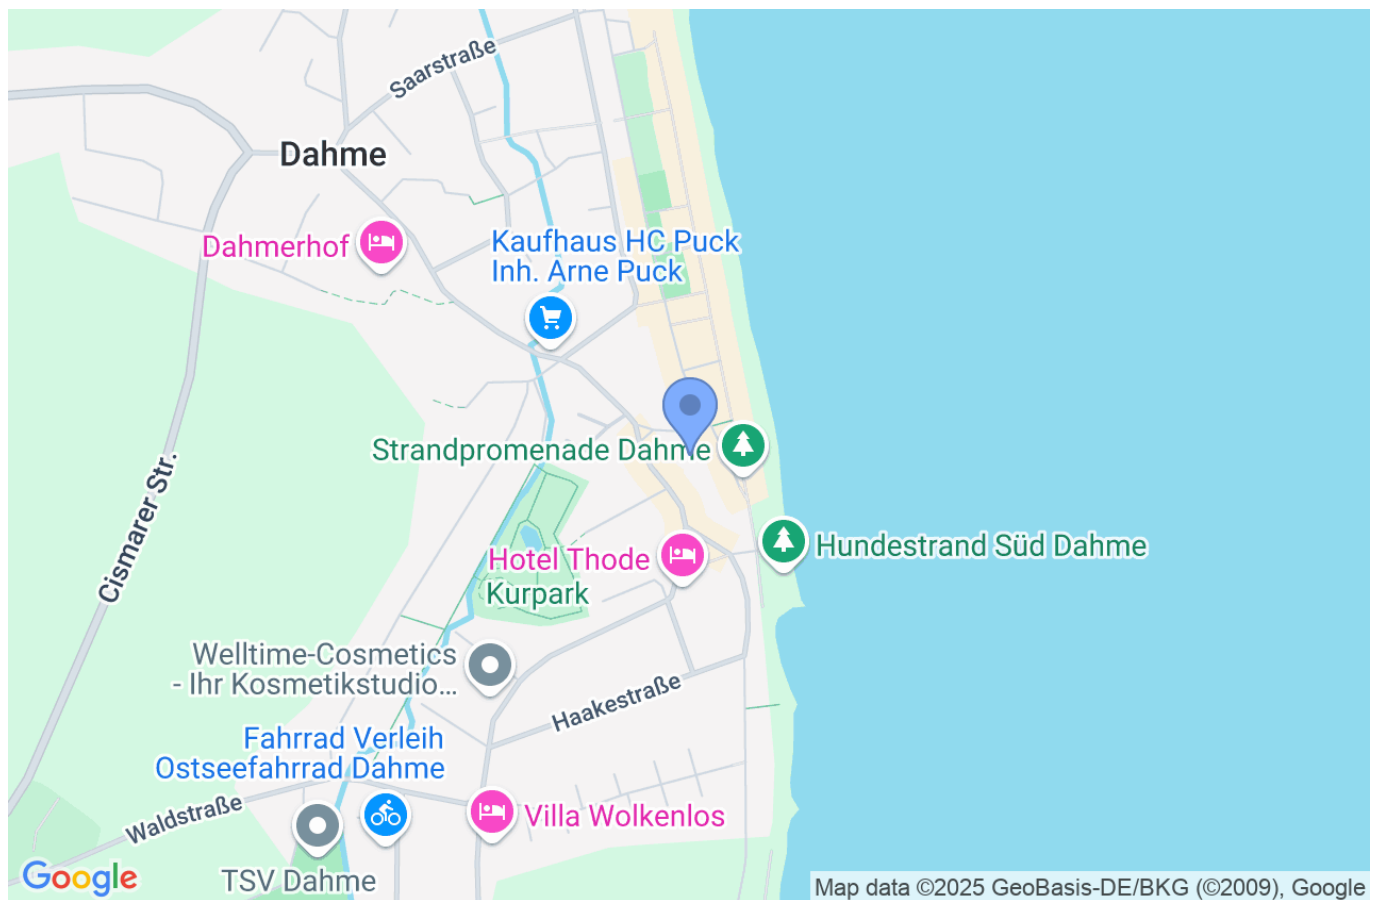 Saarstraße
Dahme
Dahmerhof
Kaufhaus HC Puck
Inh. Arne Puck
Strandpromenade Dahme
Cismarer Str.
Hundestrand Süd Dahme
Hotel Thode
Kurpark
Welltime-Cosmetics
- Ihr Kosmetikstudio...
Haakestraße
Fahrrad Verleih
Ostseefahrrad Dahme
Waldstraße
Villa Wolkenlos
TSV Dahme
Google
Map data ©2025 GeoBasis-DE/BKG (©2009), Google